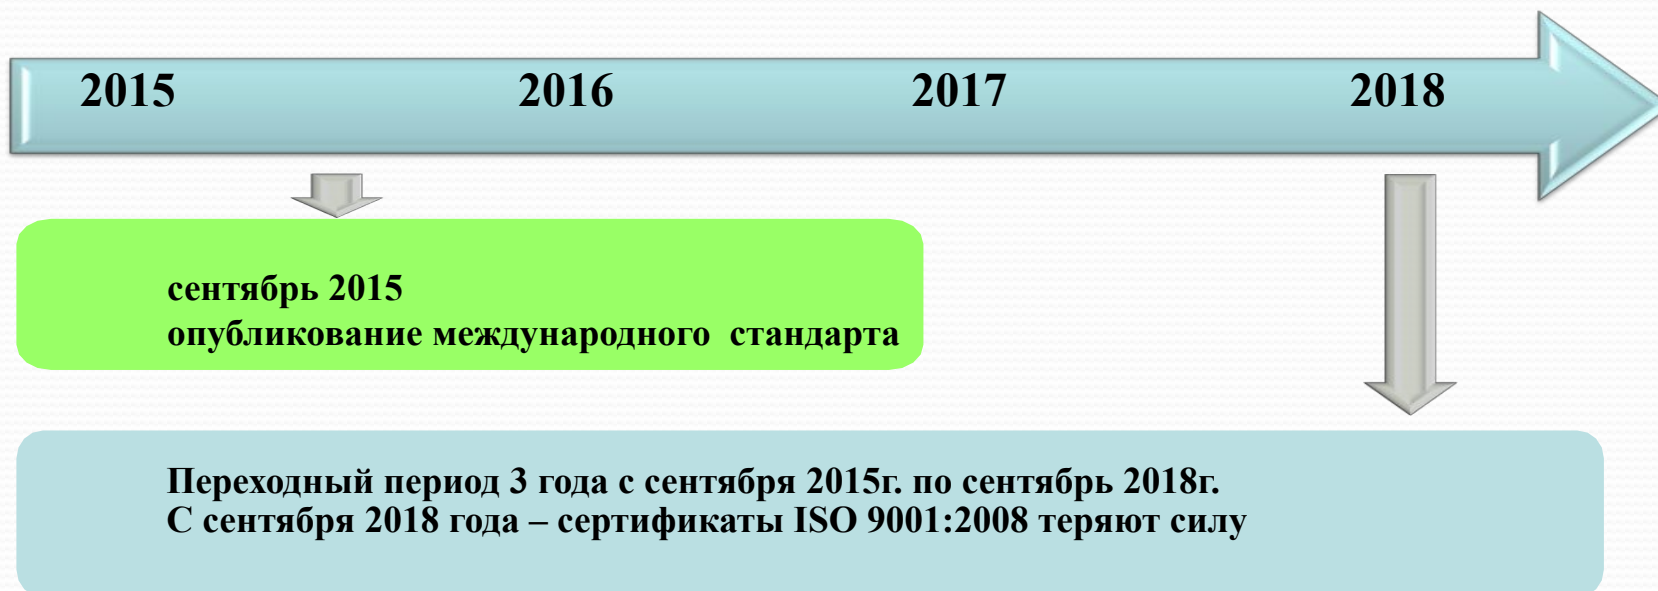 2015 2016 2017 2018
сентябрь 2015
опубликование международного стандарта
Переходный период 3 года с сентября 2015г. по сентябрь 2018г.
С сентября 2018 года – сертификаты ISO 9001:2008 теряют силу